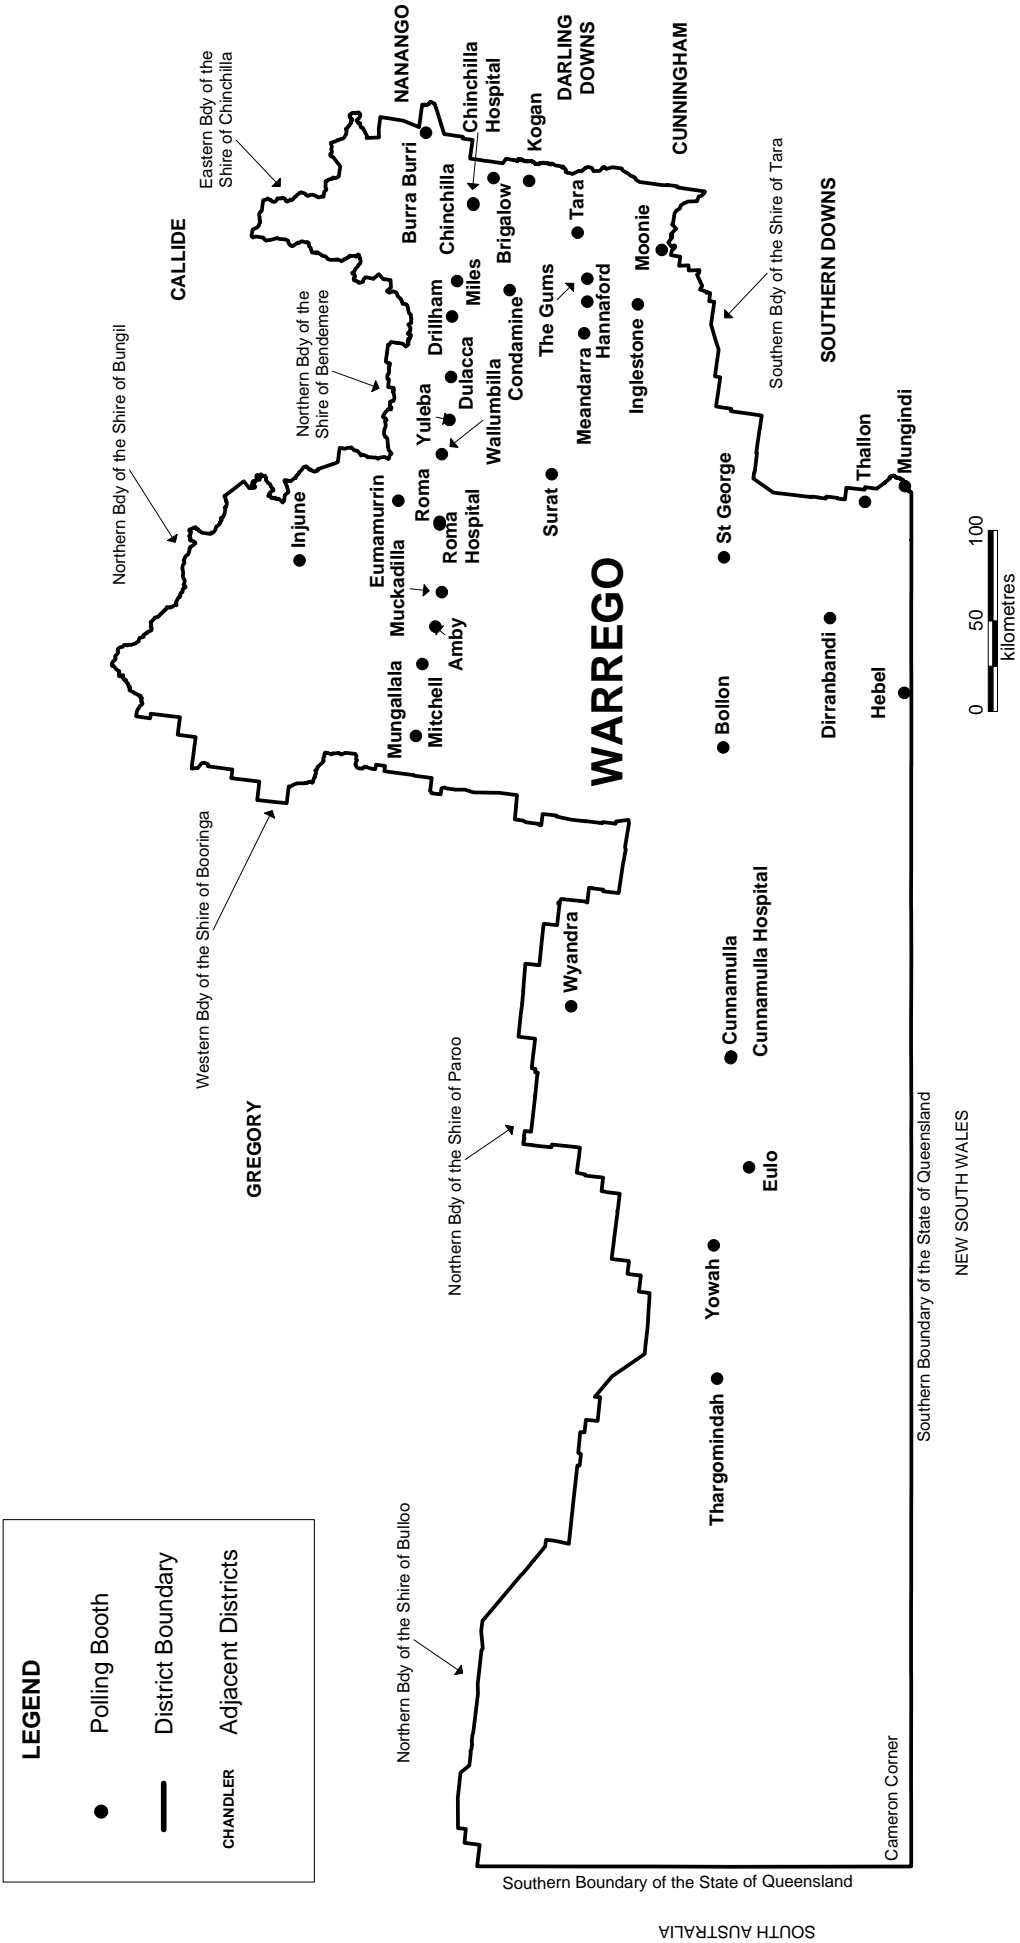 LEGEND
Polling Booth
District Boundary
CHANDLER
Adjacent Districts
Northern Bdy of the Shire of Bungil
CALLIDE
Eastern Bdy of the
Shire of Chinchilla
Northern Bdy of the
Shire of Bendemere
Western Bdy of the Shire of Booringa
GREGORY
NANANGO
Injune
Burra Burri
Chinchilla
Chinchilla
Hospital
Brigalow
Kogan
DARLING
DOWNS
Eumamurrin
Muckadilla
Roma
Roma
Hospital
Yuleba
Wallumbilla
Dulacca
Drillham
Miles
Condamine
Mungallala
Mitchell
Amby
Surat
The Gums
Meandarra
Hannaford
Tara
Inglestone
Moonie
CUNNINGHAM
Northern Bdy of the Shire of Bulloo
Northern Bdy of the Shire of Paroo
Wyandra
WARREGO
Southern Bdy of the Shire of Tara
SOUTHERN DOWNS
Thargomindah
Yowah
Eulo
Cunnamulla
Cunnamulla Hospital
Bollon
St George
Dirranbandi
Hebel
Thallon
Mungindi
SOUTH AUSTRALIA
Southern Boundary of the State of Queensland
Cameron Corner
Southern Boundary of the State of Queensland
NEW SOUTH WALES
0 50 100
kilometres